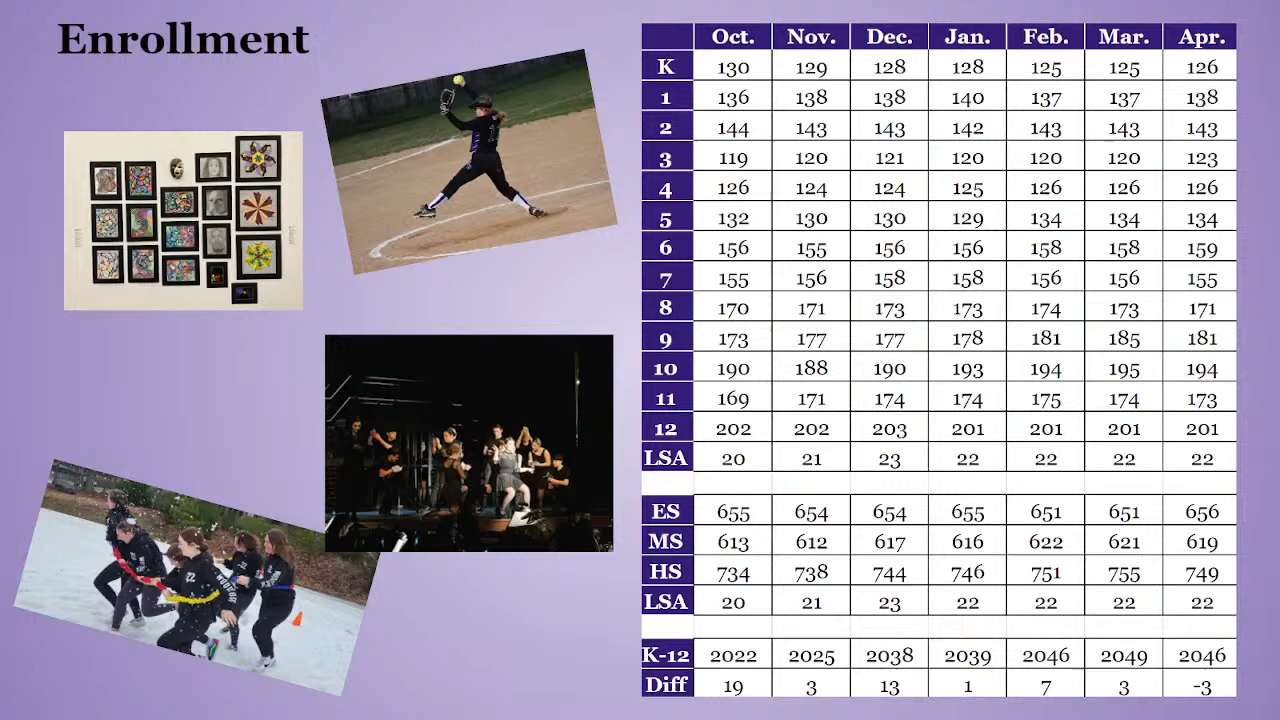 Enrollment
Oct. Nov. Dec. Jan. Feb. Mar. Apr.
K 130 129 128 128 125 125 126
1 136 138 138 140 137 137 138
2 144 143 143 142 143 143 143
3 119 120 121 120 120 120 123
4 126 124 124 125 126 126 126
5 132 130 130 129 134 134 134
6 156 155 156 156 158 158 159
7 155 156 158 158 156 156 155
8 170 171 173 173 174 173 171
9 173 177 177 178 181 185 181
10 190 188 190 193 194 195 194
11 169 171 174 174 175 174 173
12 202 202 203 201 201 201 201
LSA 20 21 23 22 22 22 22
ES 655 654 654 655 651 651 656
MS 613 612 617 616 622 621 619
HS 734 738 744 746 751 755 749
LSA 20 21 23 22 22 22 22
K-12 2022 2025 2038 2039 2046 2049 2046
Diff 19 3 13 1 7 3 -3